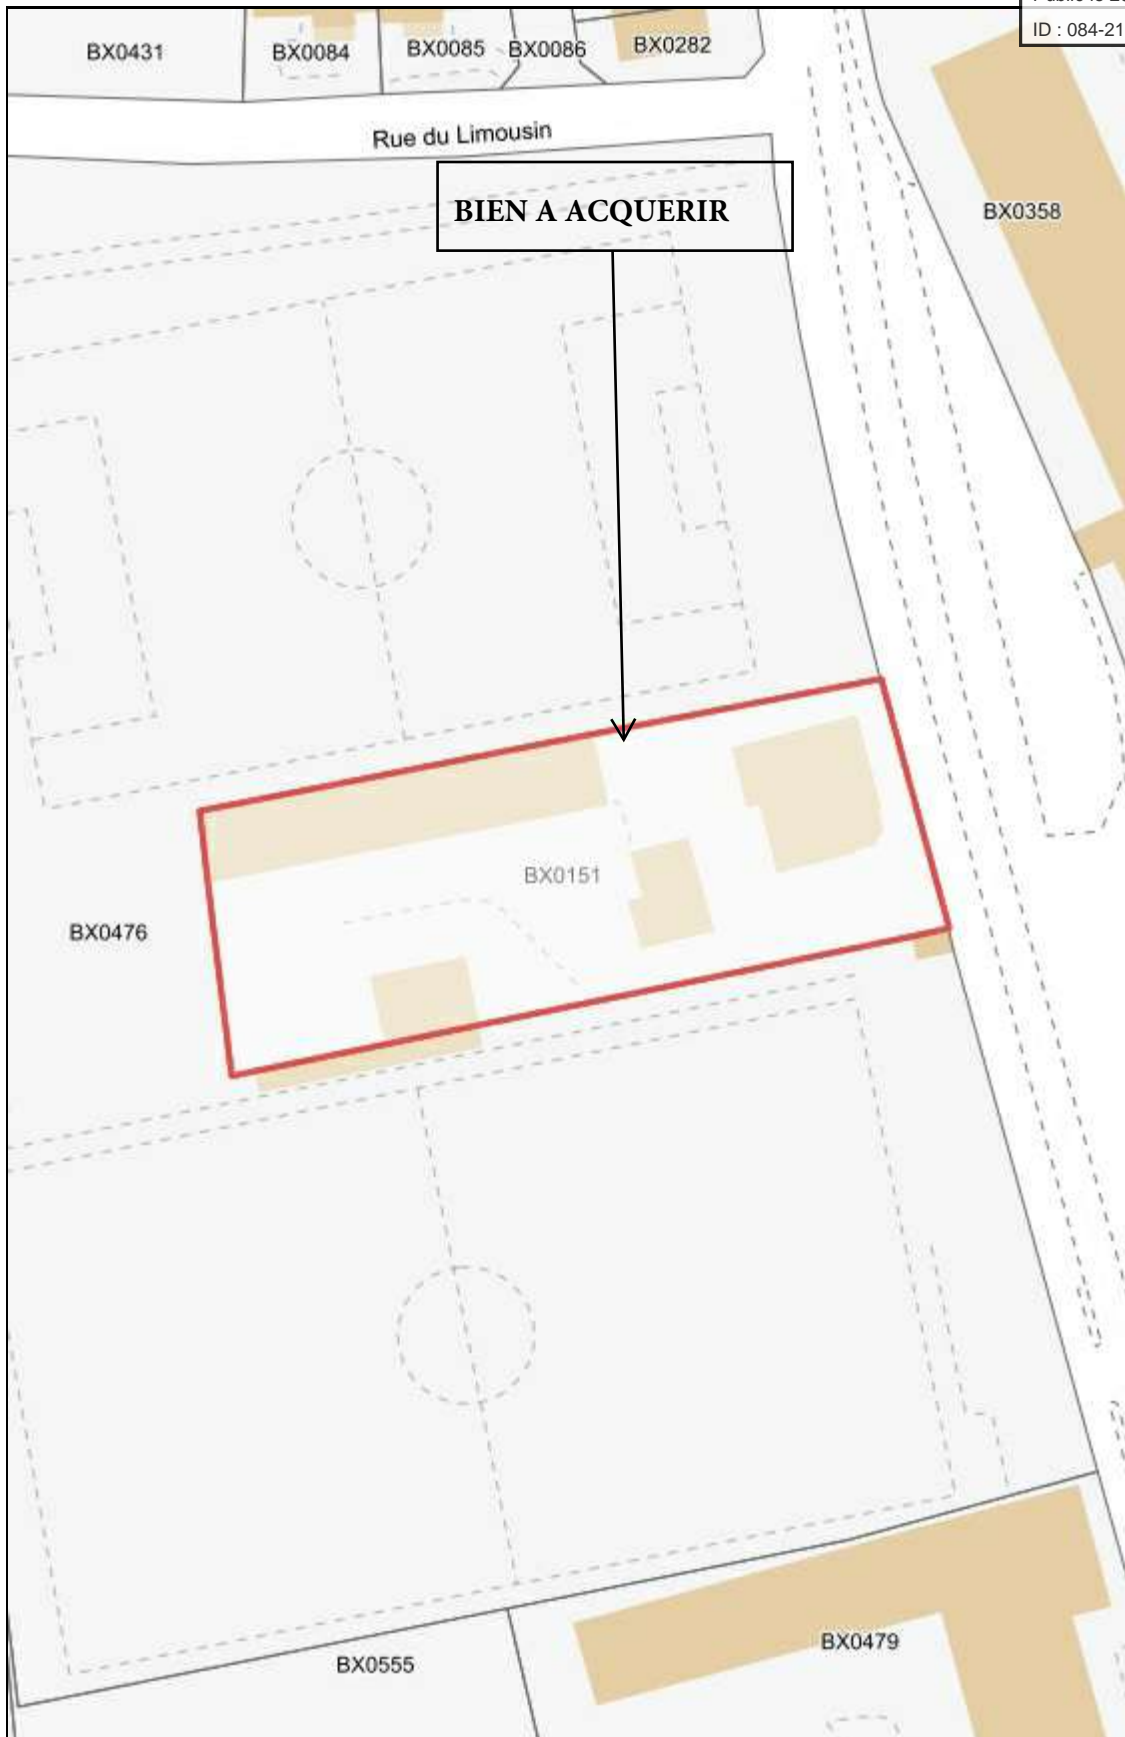 ID : 084-21
BX0431
BX0084
BX0085
BX0086
BX0282
Rue du Limousin
BIEN A ACQUERIR
BX0358
BX0151
BX0476
BX0555
BX0479